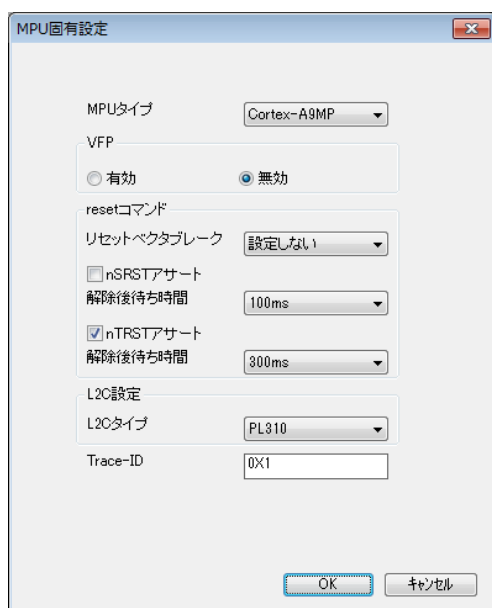 MPU固有設定
MPUタイプ
Cortex-A9MP
VFP
有効
無効
resetコマンド
リセットベクタブレーク
設定しない
nSRSTアサート
解除後待ち時間
100ms
nTRSTアサート
解除後待ち時間
300ms
L2C設定
L2Cタイプ
PL310
Trace-ID
0X1
OK
キャンセル